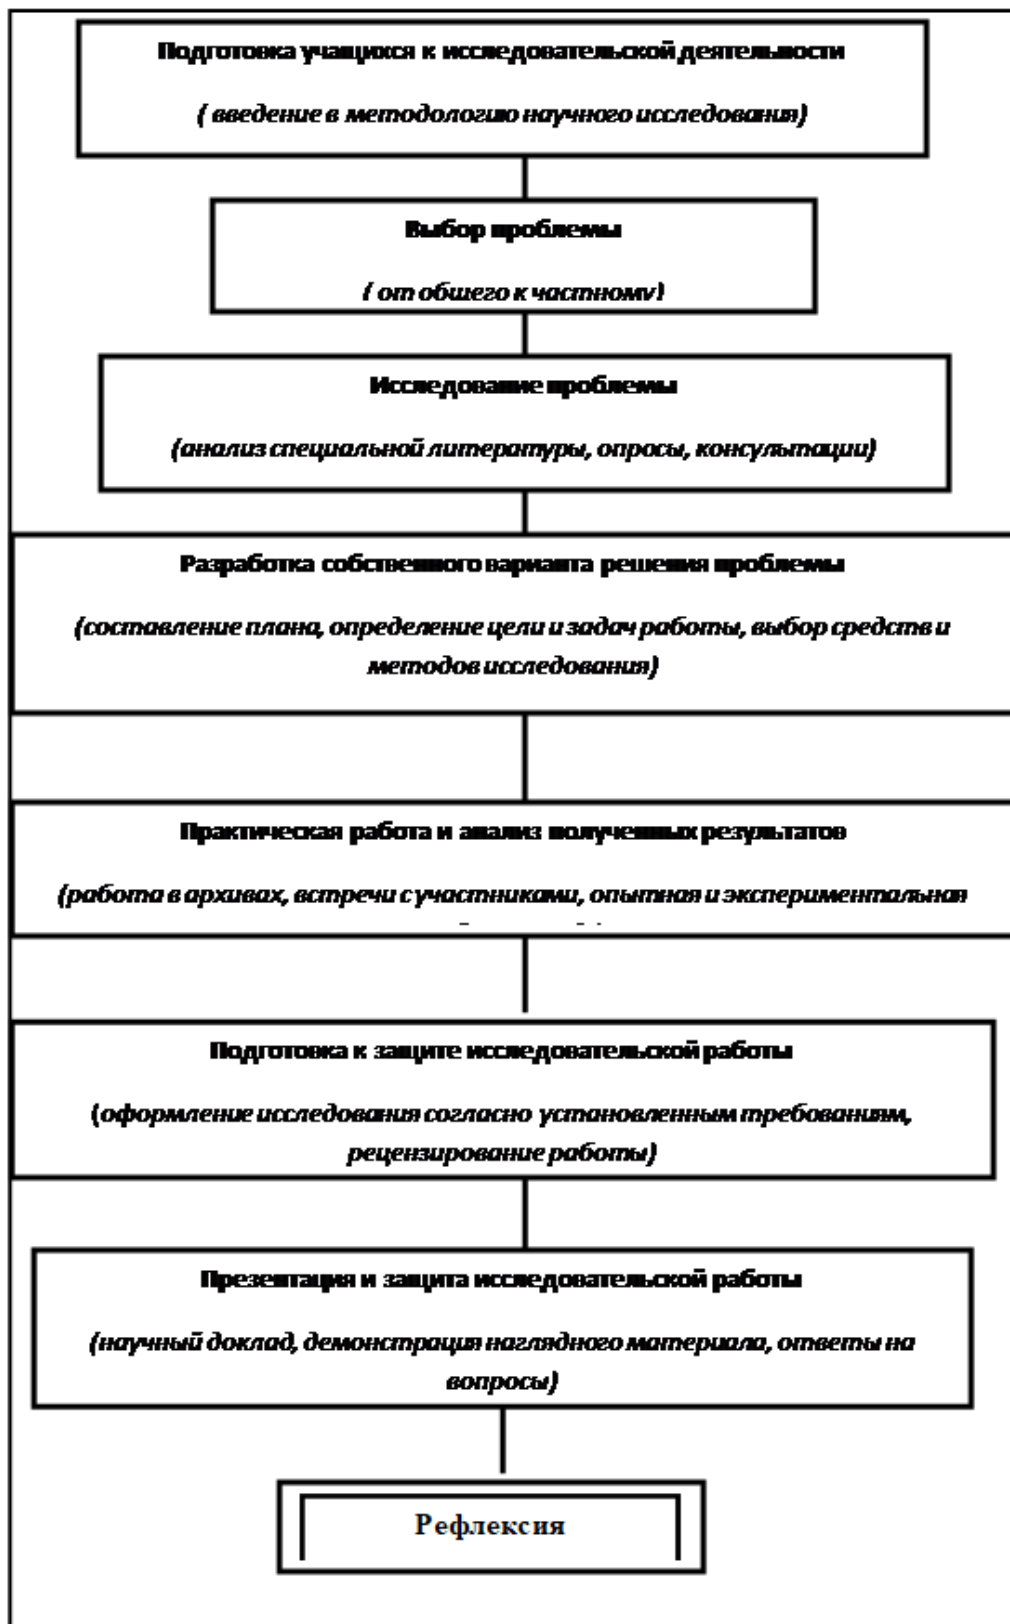 Подготовка учащихся к исследовательской деятельности
( введение в методологию научного исследования)
Выбор проблемы
( от общего к частному)
Исследование проблемы
(анализ специальной литературы, опросы, консультации)
Разработка собственного варианта решения проблемы
(составление плана, определение цели и задач работы, выбор средств и
методов исследования)
Практическая работа и анализ полученных результатов
(работа в архивах, встречи с участниками, опытная и экспериментальная
Подготовка к защите исследовательской работы
(оформление исследования согласно установленным требованиям,
рецензирование работы)
Презентация и защита исследовательской работы
(научный доклад, демонстрация наглядного материала, ответы на
вопросы)
Рефлексия